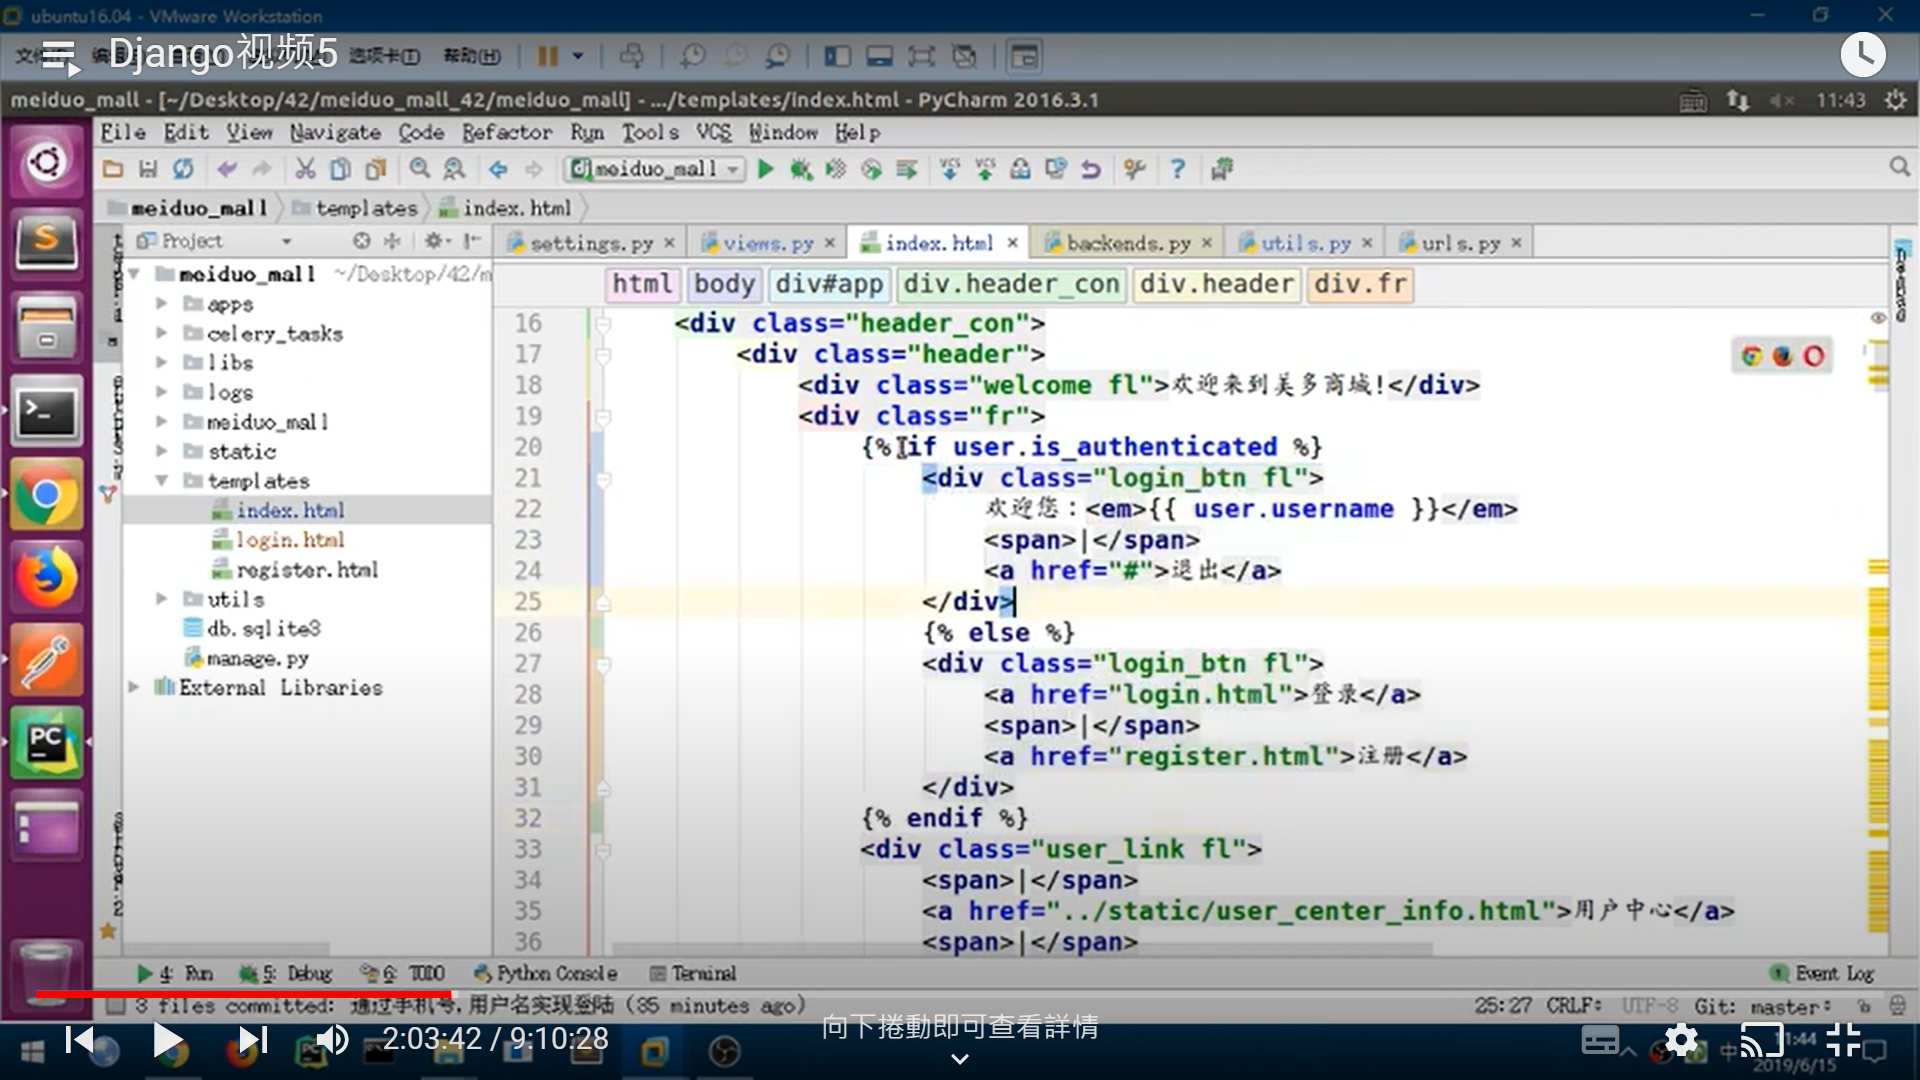 ubuntu16.04 - VMware Workstation
Django视频5
选项卡(T) 帮助(H)
meiduo_mall - [~/Desktop/42/meiduo_mall_42/meiduo_mall] - .../templates/index.html - PyCharm 2016.3.1
11:43
File Edit View Navigate Code Refactor Run Tools VCS Window Help
meiduo_mall
meiduo_mall templates index.html
Project
settings.py views.py index.html backends.py utils.py urls.py
meiduo_mall ~/Desktop/42/m
html body div#app div.header_con div.header div.fr
apps
celery_tasks
libs
logs
meiduo_mall
static
templates
index.html
login.html
register.html
utils
db.sqlite3
manage.py
External Libraries
16 <div class="header_con">
17 <div class="header">
18 <div class="welcome fl">欢迎来到美多商城!</div>
19 <div class="fr">
20 {% if user.is_authenticated %}
21 <div class="login_btn fl">
22 欢迎您：<em>{{ user.username }}</em>
23 <span>|</span>
24 <a href="#">退出</a>
25 </div>
26 {% else %}
27 <div class="login_btn fl">
28 <a href="login.html">登录</a>
29 <span>|</span>
30 <a href="register.html">注册</a>
31 </div>
32 {% endif %}
33 <div class="user_link fl">
34 <span>|</span>
35 <a href="../static/user_center_info.html">用户中心</a>
36 <span>|</span>
4: Run 5: Debug 6: TODO Python Console Terminal Event Log
3 files committed: 通过手机号,用户名实现登陆 (35 minutes ago)
25:27 CRLF UTF-8 Git: master
2:03:42 / 9:10:28
向下捲動即可查看詳情
中
11:44
2019/6/15